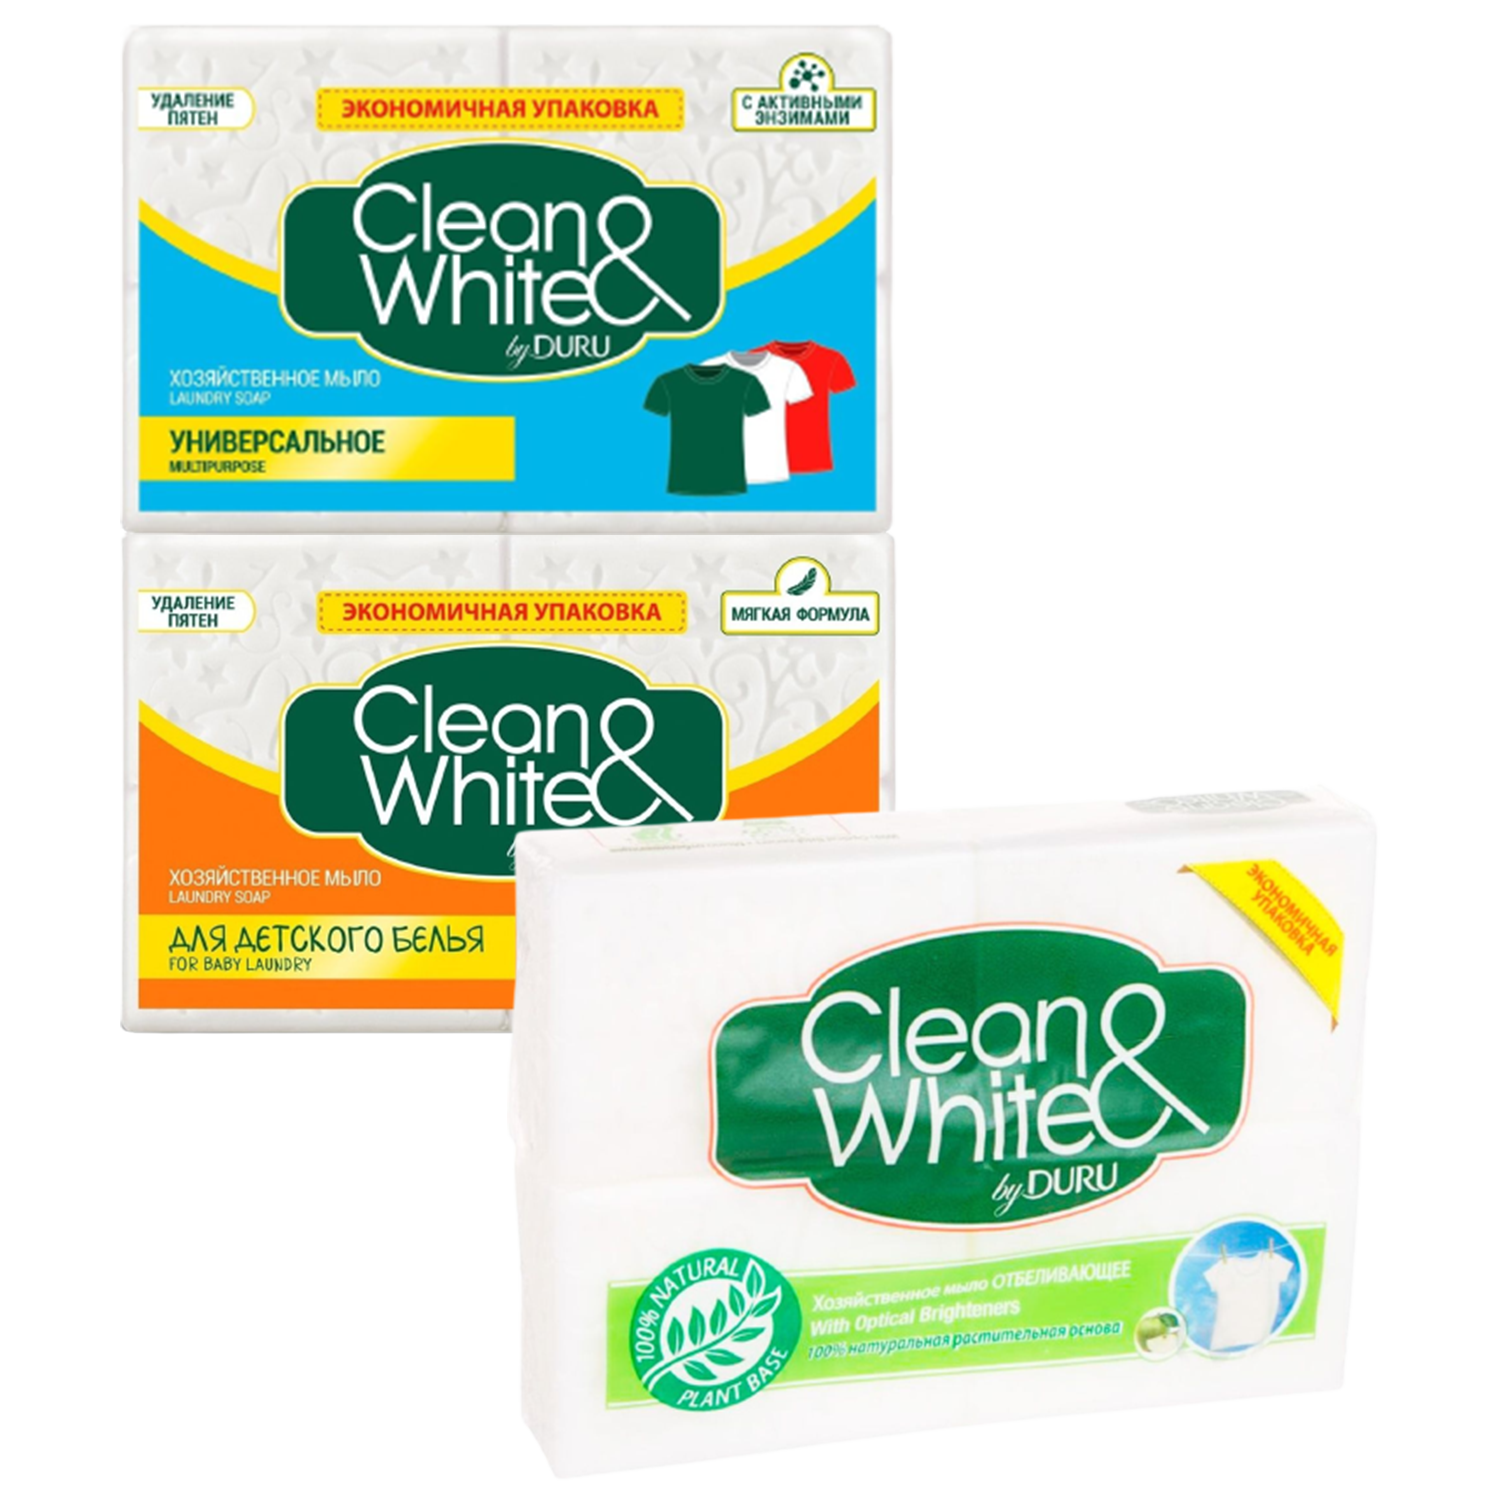 УДАЛЕНИЕ
ПЯТЕН
ЭКОНОМИЧНАЯ УПАКОВКА
С АКТИВНЫМИ
ЭНЗИМАМИ
Clean &
White
by DURU
ХОЗЯЙСТВЕННОЕ МЫЛО
LAUNDRY SOAP
УНИВЕРСАЛЬНОЕ
MULTIPURPOSE
УДАЛЕНИЕ
ПЯТЕН
ЭКОНОМИЧНАЯ УПАКОВКА
МЯГКАЯ ФОРМУЛА
Clean &
White
ХОЗЯЙСТВЕННОЕ МЫЛО
LAUNDRY SOAP
ДЛЯ ДЕТСКОГО БЕЛЬЯ
FOR BABY LAUNDRY
ЭКОНОМИЧНАЯ
УПАКОВКА
Clean &
White
by DURU
100% NATURAL
PLANT BASE
Хозяйственное мыло ОТБЕЛИВАЮЩЕЕ
With Optical Brighteners
100% натуральная растительная основа